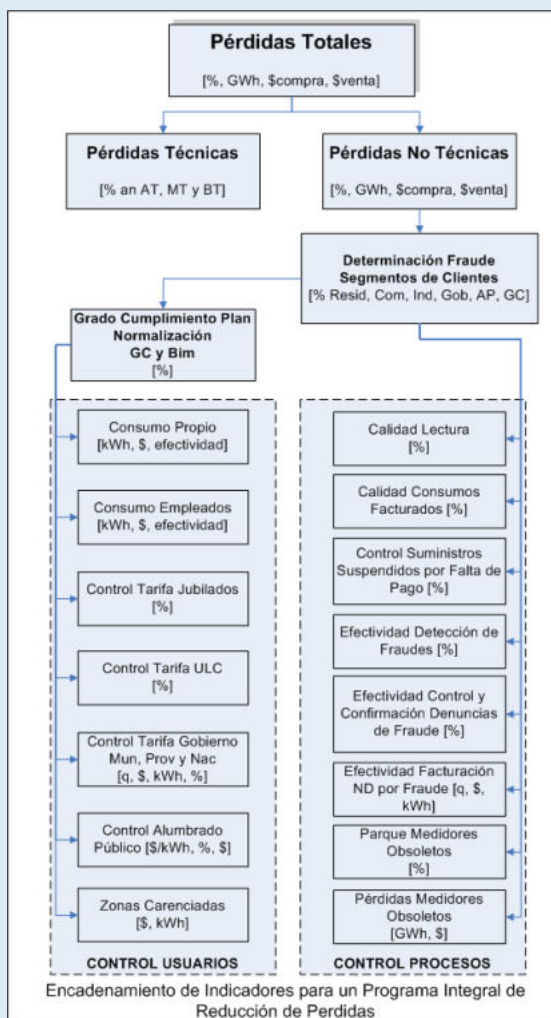 Pérdidas Totales
[%, GWh, $compra, $venta]
Pérdidas Técnicas
[% an AT, MT y BT]
Pérdidas No Técnicas
[%, GWh, $compra, $venta]
Determinación Fraude
Segmentos de Clientes
[% Resid, Com, Ind, Gob, AP, GC]
Grado Cumplimiento Plan
Normalización
GC y Bim
[%]
Consumo Propio
[kWh, $, efectividad]
Consumo Empleados
[kWh, $, efectividad]
Control Tarifa Jubilados
[%]
Control Tarifa ULC
[%]
Control Tarifa Gobierno
Mun, Prov y Nac
[q, $, kWh, %]
Control Alumbrado
Público [$/kWh, %, $]
Zonas Carenciadas
[$, kWh]
CONTROL USUARIOS
Calidad Lectura
[%]
Calidad Consumos
Facturados [%]
Control Suministros
Suspendidos por Falta de
Pago [%]
Efectividad Detección de
Fraudes [%]
Efectividad Control y
Confirmación Denuncias
de Fraude [%]
Efectividad Facturación
ND por Fraude [q, $,
kWh]
Parque Medidores
Obsoletos
[%]
Pérdidas Medidores
Obsoletos
[GWh, $]
CONTROL PROCESOS
Encadenamiento de Indicadores para un Programa Integral de
Reducción de Perdidas